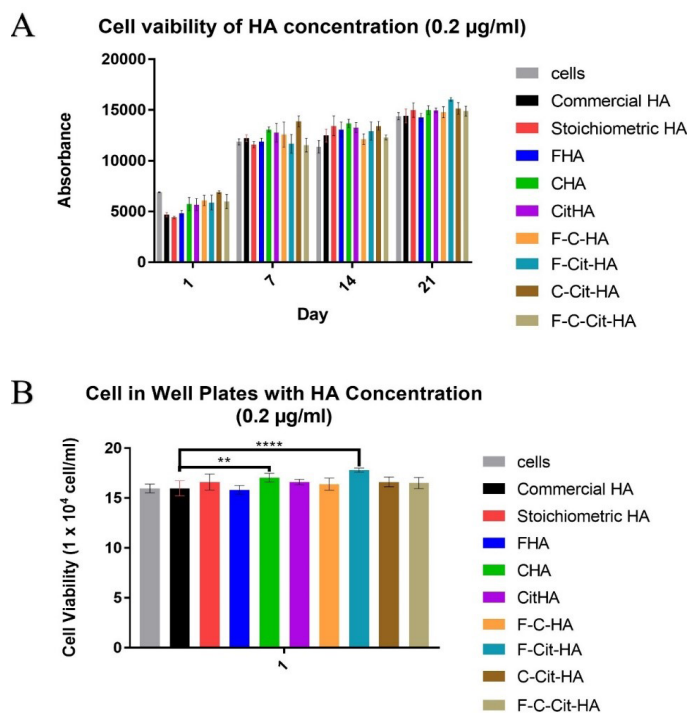 A
Cell vaibility of HA concentration (0.2 µg/ml)
20000
15000
10000
5000
0
Absorbance
1
7
14
21
Day
cells
Commercial HA
Stoichiometric HA
FHA
CHA
CitHA
F-C-HA
F-Cit-HA
C-Cit-HA
F-C-Cit-HA
B
Cell in Well Plates with HA Concentration
(0.2 µg/ml)
20
15
10
5
0
Cell Viability (1 x 10⁴ cell/ml)
****
**
1
cells
Commercial HA
Stoichiometric HA
FHA
CHA
CitHA
F-C-HA
F-Cit-HA
C-Cit-HA
F-C-Cit-HA